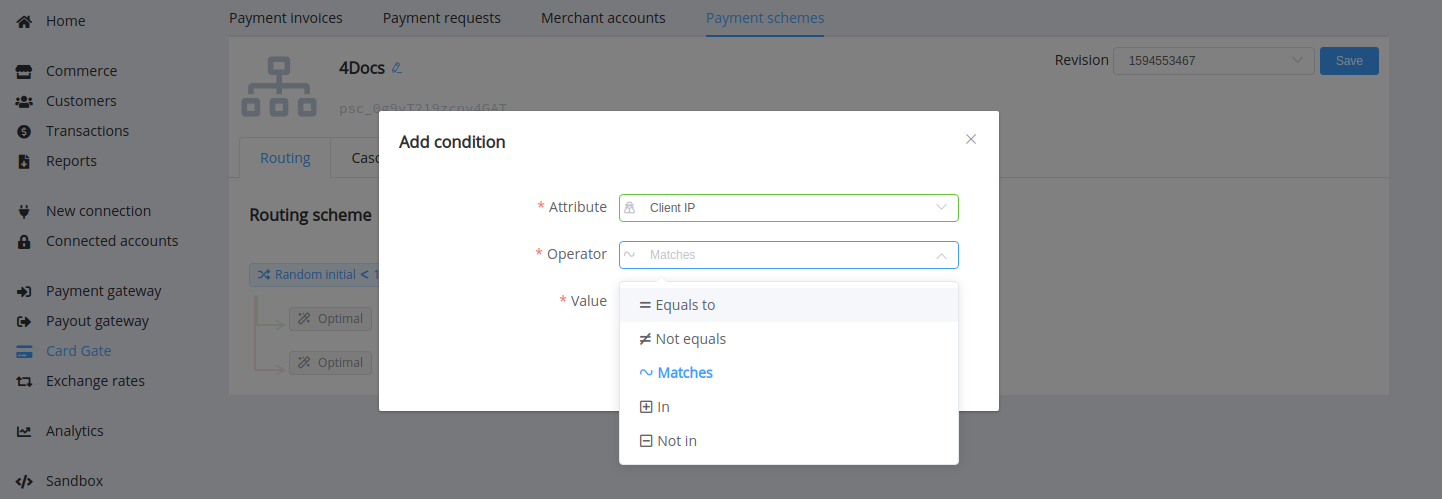 Home
Commerce
Customers
Transactions
Reports
New connection
Connected accounts
Payment gateway
Payout gateway
Card Gate
Exchange rates
Analytics
Sandbox
Payment invoices Payment requests Merchant accounts Payment schemes
4Docs
Revision 1594553467 Save
Routing
Routing scheme
Random initial < 1
Optimal
Optimal
Add condition
* Attribute Client IP
* Operator Matches
* Value
Equals to
Not equals
Matches
In
Not in